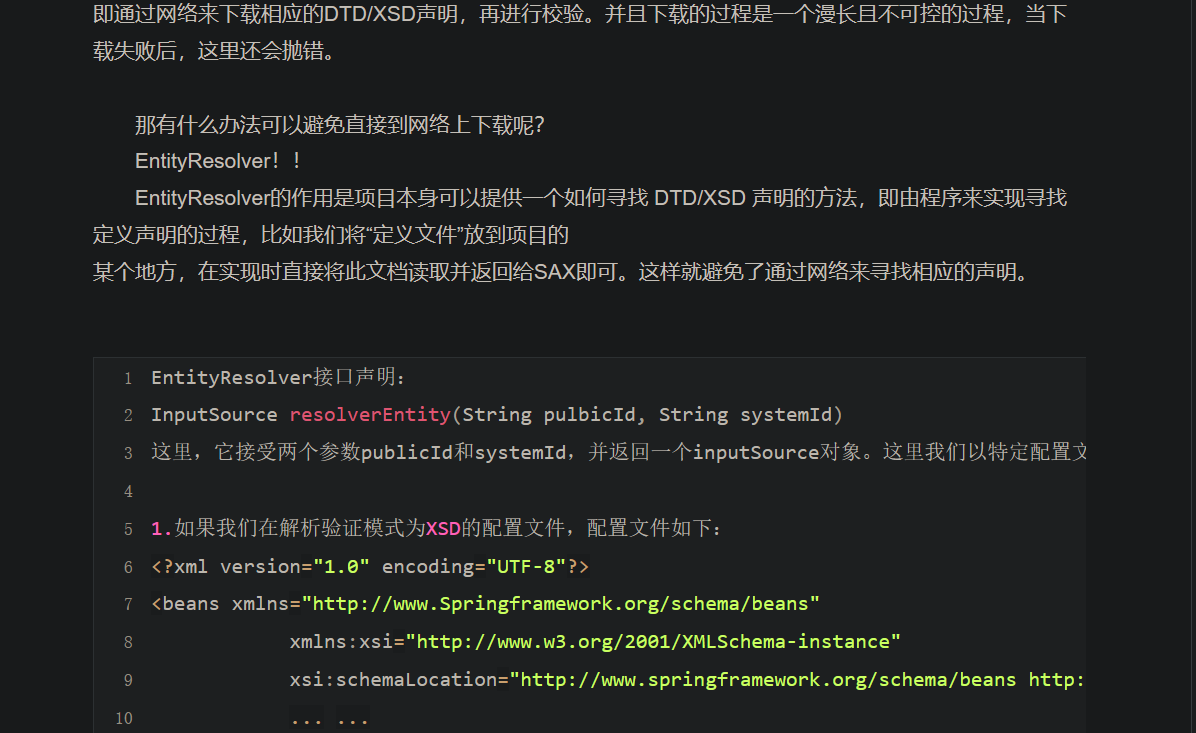 即通过网络来下载相应的DTD/XSD声明，再进行校验。并且下载的过程是一个漫长且不可控的过程，当下
载失败后，这里还会抛错。
那有什么办法可以避免直接到网络上下载呢？
EntityResolver！！
EntityResolver的作用是项目本身可以提供一个如何寻找 DTD/XSD 声明的方法，即由程序来实现寻找
定义声明的过程，比如我们将“定义文件”放到项目的
某个地方，在实现时直接将此文档读取并返回给SAX即可。这样就避免了通过网络来寻找相应的声明。
1 EntityResolver接口声明：
2 InputSource resolverEntity(String pulbicId, String systemId)
3 这里，它接受两个参数publicId和systemId，并返回一个inputSource对象。这里我们以特定配置文
4
5 1.如果我们在解析验证模式为XSD的配置文件，配置文件如下：
6 <?xml version="1.0" encoding="UTF-8"?>
7 <beans xmlns="http://www.Springframework.org/schema/beans"
8 xmlns:xsi="http://www.w3.org/2001/XMLSchema-instance"
9 xsi:schemaLocation="http://www.springframework.org/schema/beans http:
10 ... ...